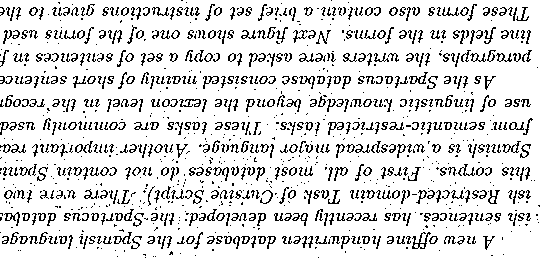 A new offline handwritten database for the Spanish language
ish sentences, has recently been developed: the Spartacus databas
ish Restricted-domain Task of Cursive Script). There were two
this corpus. First of all, most databases do not contain Spani
Spanish is a widespread major language. Another important rea
from semantic-restricted tasks. These tasks are commonly used
use of linguistic knowledge beyond the lexicon level in the recogn
As the Spartacus database consisted mainly of short sentence
paragraphs, the writers were asked to copy a set of sentences in f
line fields in the forms. Next figure shows one of the forms used
These forms also contain a brief set of instructions given to the